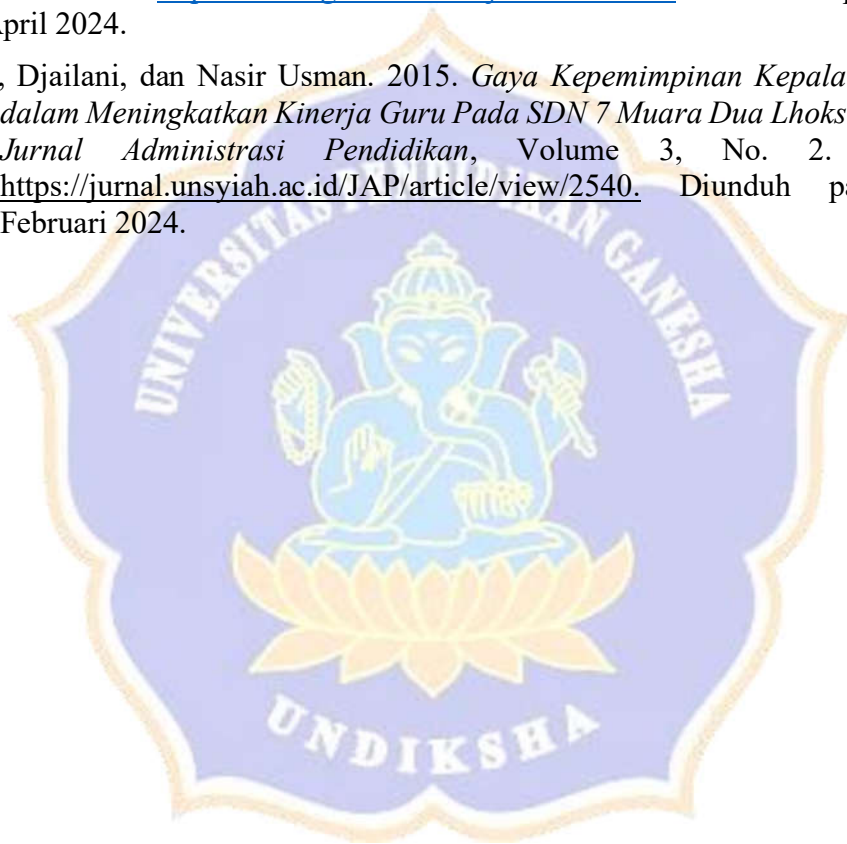 April 2024.
, Djailani, dan Nasir Usman. 2015. Gaya Kepemimpinan Kepala
dalam Meningkatkan Kinerja Guru Pada SDN 7 Muara Dua Lhoks
Jurnal Administrasi Pendidikan, Volume 3, No. 2.
https://jurnal.unsyiah.ac.id/JAP/article/view/2540. Diunduh pa
Februari 2024.
UNIVERSITAS PENDIDIKAN GANESHA
UNDIKSHA